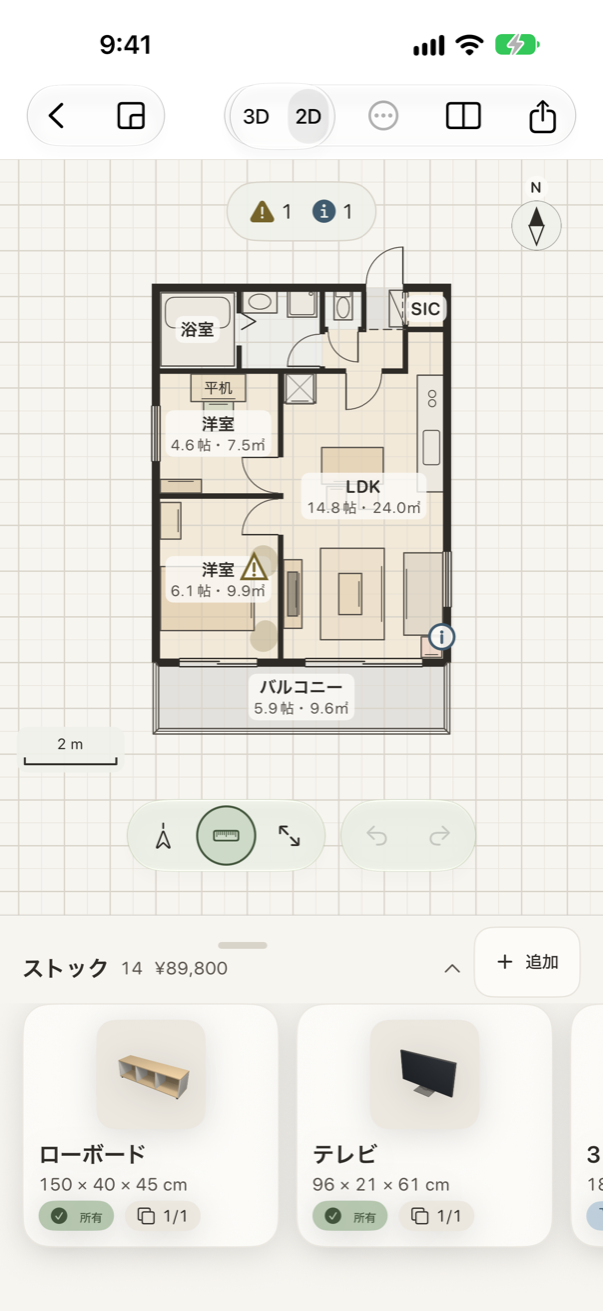 9:41
3D 2D
1 1
N
SIC
浴室
平机
洋室
4.6帖・7.5㎡
LDK
14.8帖・24.0㎡
洋室
6.1帖・9.9㎡
バルコニー
5.9帖・9.6㎡
2 m
ストック 14 ¥89,800
追加
ローボード
150 × 40 × 45 cm
所有 1/1
テレビ
96 × 21 × 61 cm
所有 1/1
3
18